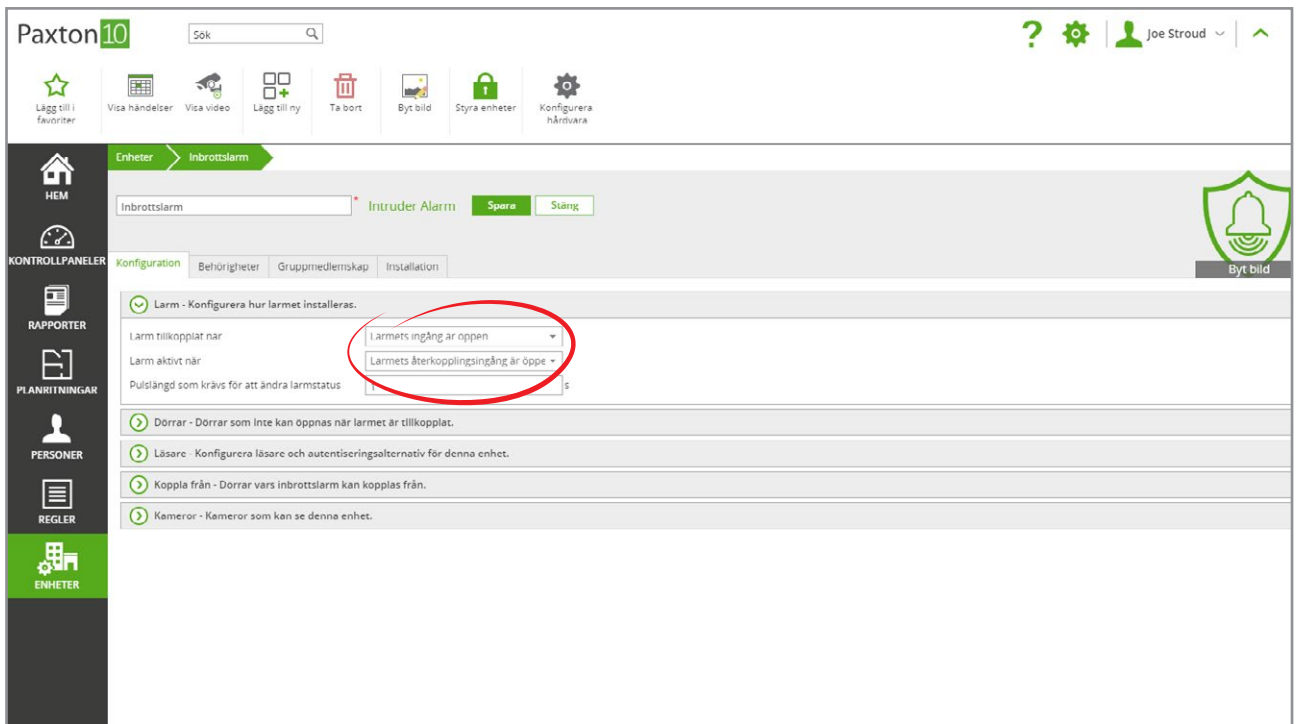 Paxton 10
Sök
Joe Stroud
Lägg till i
favoriter
Visa händelser
Visa video
Lägg till ny
Ta bort
Byt bild
Styra enheter
Konfigurera
hårdvara
HEM
KONTROLLPANELER
RAPPORTER
PLANRITNINGAR
PERSONER
REGLER
ENHETER
Enheter
Inbrottslarm
Inbrottslarm
* Intruder Alarm
Spara
Stäng
Byt bild
Konfiguration
Behörigheter
Gruppmedlemskap
Installation
Larm - Konfigurera hur larmet installeras.
Larm tillkopplat när
Larmets ingång är öppen
Larm aktivt när
Larmets återkopplingsingång är öppe
Pulslängd som krävs för att ändra larmstatus
s
Dörrar - Dörrar som inte kan öppnas när larmet är tillkopplat.
Läsare - Konfigurera läsare och autentiseringsalternativ för denna enhet.
Koppla från - Dorrar vars inbrottslarm kan kopplas från.
Kameror - Kameror som kan se denna enhet.